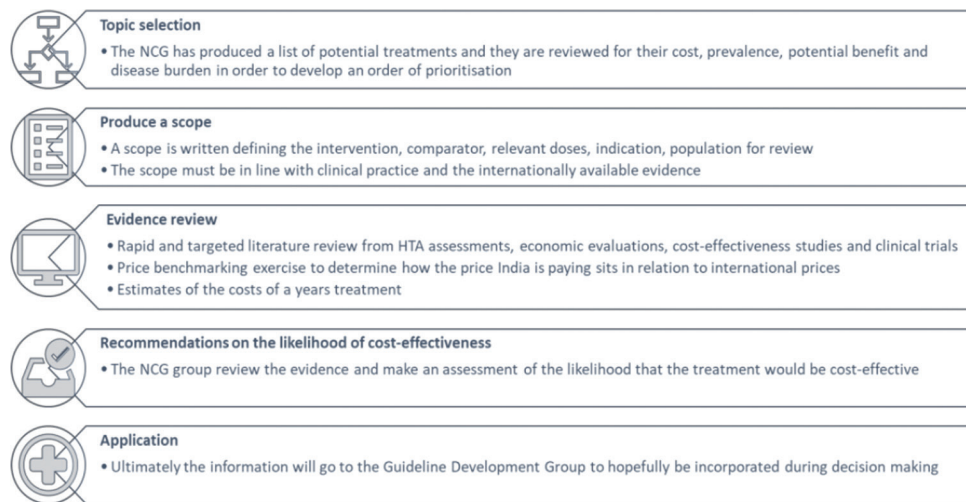 Topic selection
• The NCG has produced a list of potential treatments and they are reviewed for their cost, prevalence, potential benefit and
disease burden in order to develop an order of prioritisation
Produce a scope
• A scope is written defining the intervention, comparator, relevant doses, indication, population for review
• The scope must be in line with clinical practice and the internationally available evidence
Evidence review
• Rapid and targeted literature review from HTA assessments, economic evaluations, cost-effectiveness studies and clinical trials
• Price benchmarking exercise to determine how the price India is paying sits in relation to international prices
• Estimates of the costs of a years treatment
Recommendations on the likelihood of cost-effectiveness
• The NCG group review the evidence and make an assessment of the likelihood that the treatment would be cost-effective
Application
• Ultimately the information will go to the Guideline Development Group to hopefully be incorporated during decision making